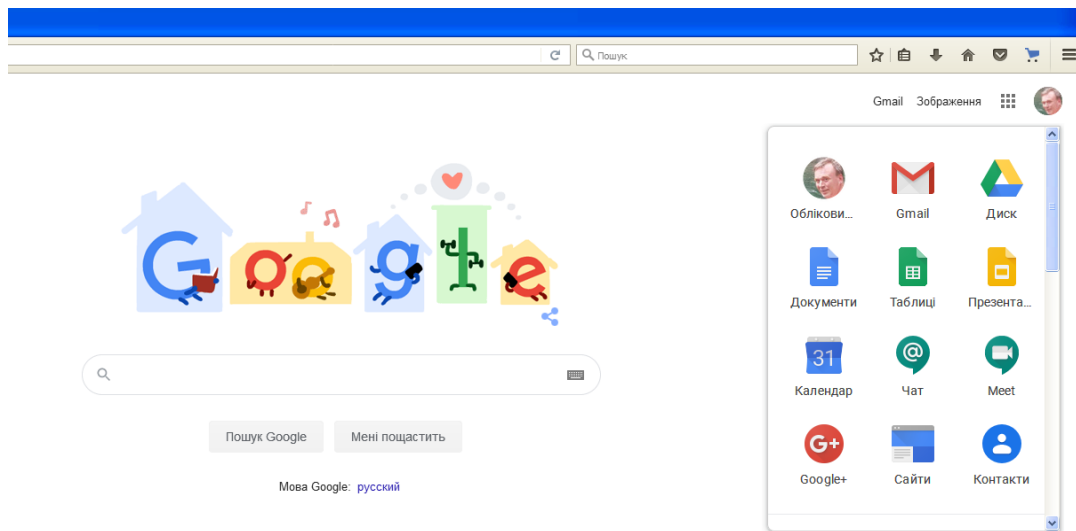 Пошук
Gmail Зображення
Google
Облікови... Gmail Диск
Документи Таблиці Презента...
31
Календар Чат Meet
G+
Google+ Сайти Контакти
Пошук Google Мені пощастить
Мова Google: русский